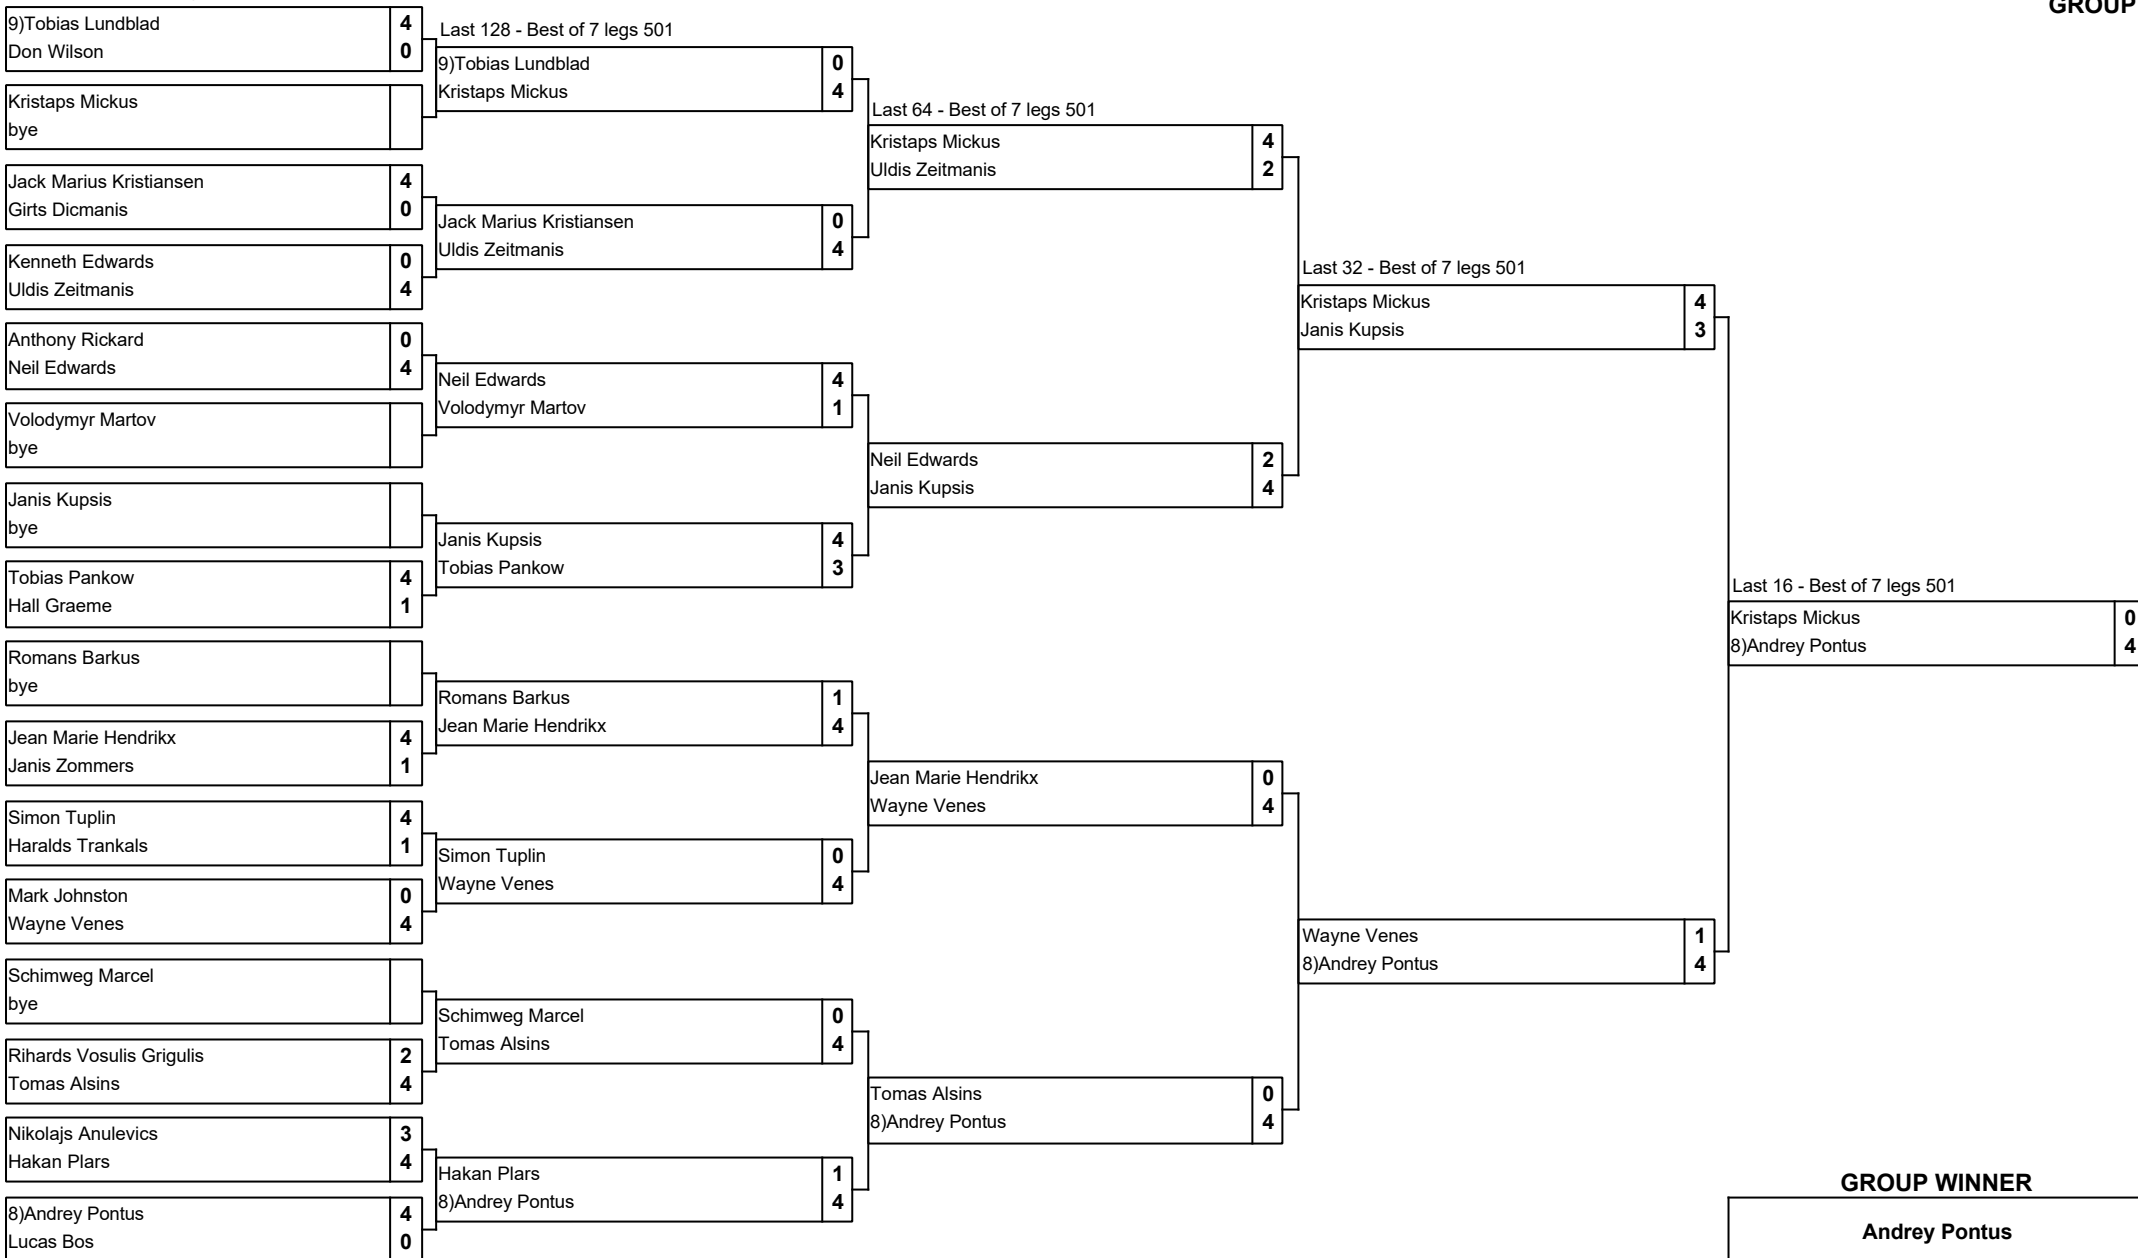 GROUP
9)Tobias Lundblad 4
Don Wilson 0
Kristaps Mickus
bye
Jack Marius Kristiansen 4
Girts Dicmanis 0
Kenneth Edwards 0
Uldis Zeitmanis 4
Anthony Rickard 0
Neil Edwards 4
Volodymyr Martov
bye
Janis Kupsis
bye
Tobias Pankow 4
Hall Graeme 1
Romans Barkus
bye
Jean Marie Hendrikx 4
Janis Zommers 1
Simon Tuplin 4
Haralds Trankals 1
Mark Johnston 0
Wayne Venes 4
Schimweg Marcel
bye
Rihards Vosulis Grigulis 2
Tomas Alsins 4
Nikolajs Anulevics 3
Hakan Plars 4
8)Andrey Pontus 4
Lucas Bos 0
Last 128 - Best of 7 legs 501
9)Tobias Lundblad 0
Kristaps Mickus 4
Jack Marius Kristiansen 0
Uldis Zeitmanis 4
Neil Edwards 4
Volodymyr Martov 1
Janis Kupsis 4
Tobias Pankow 3
Romans Barkus 1
Jean Marie Hendrikx 4
Simon Tuplin 0
Wayne Venes 4
Schimweg Marcel 0
Tomas Alsins 4
Hakan Plars 1
8)Andrey Pontus 4
Last 64 - Best of 7 legs 501
Kristaps Mickus 4
Uldis Zeitmanis 2
Neil Edwards 2
Janis Kupsis 4
Jean Marie Hendrikx 0
Wayne Venes 4
Tomas Alsins 0
8)Andrey Pontus 4
Last 32 - Best of 7 legs 501
Kristaps Mickus 4
Janis Kupsis 3
Wayne Venes 1
8)Andrey Pontus 4
Last 16 - Best of 7 legs 501
Kristaps Mickus 0
8)Andrey Pontus 4
GROUP WINNER
Andrey Pontus